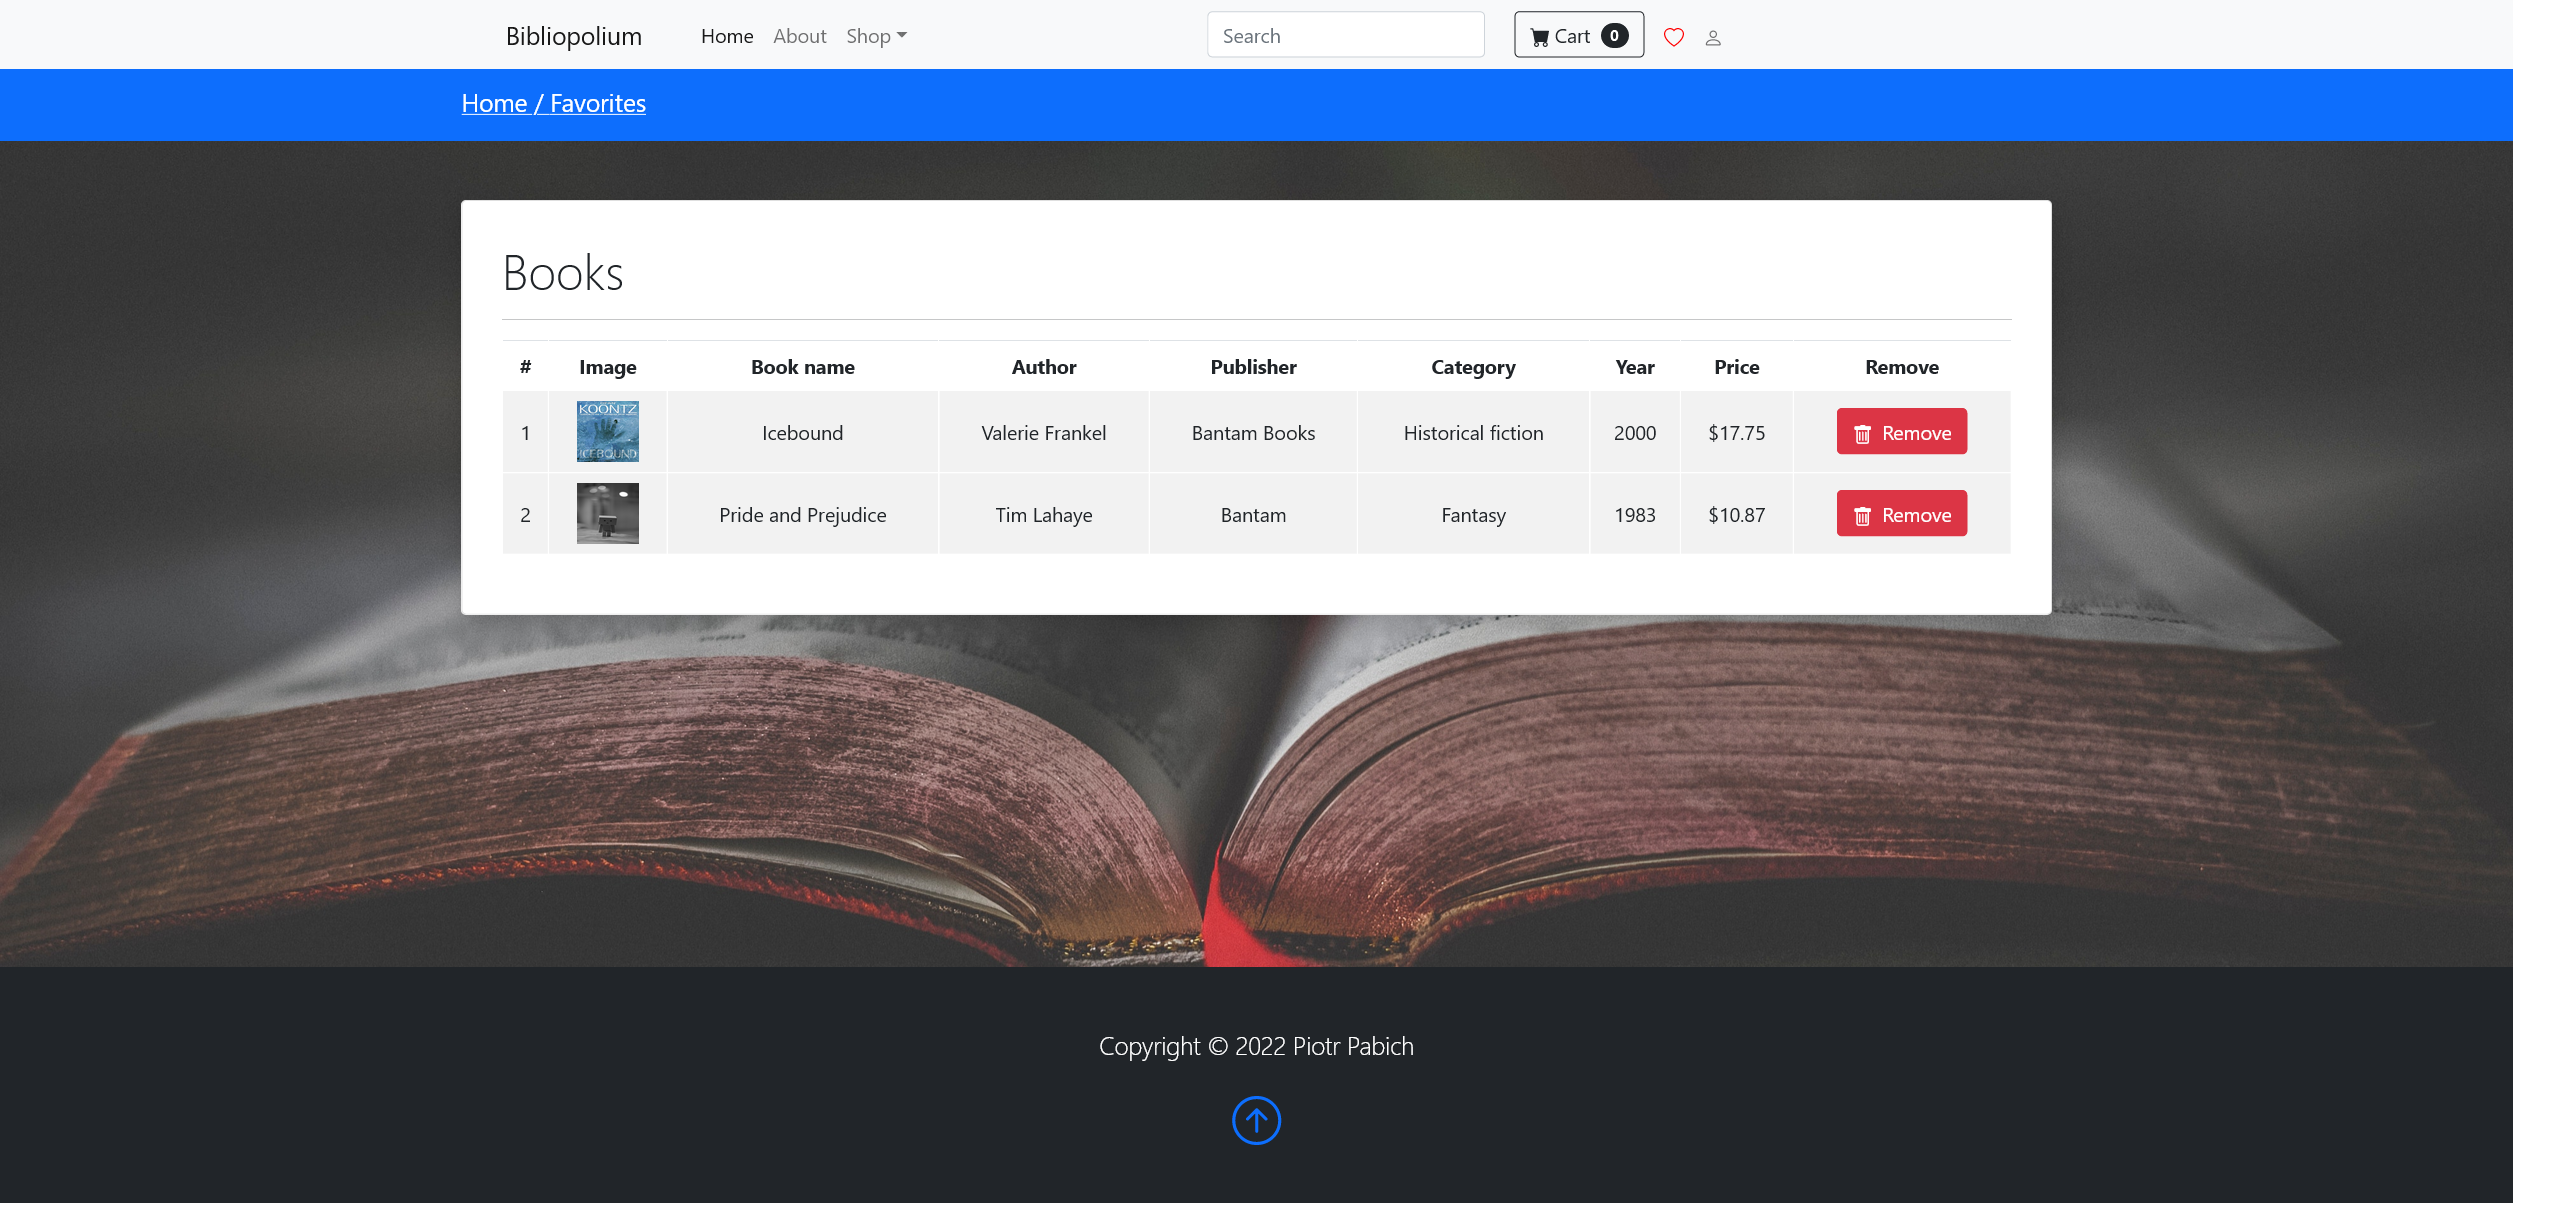 Bibliopolium Home About Shop Search Cart 0
Home / Favorites
Books
# Image Book name Author Publisher Category Year Price Remove
KOONTZ
ICEBOUND
1 Icebound Valerie Frankel Bantam Books Historical fiction 2000 $17.75 Remove
2 Pride and Prejudice Tim Lahaye Bantam Fantasy 1983 $10.87 Remove
Copyright © 2022 Piotr Pabich